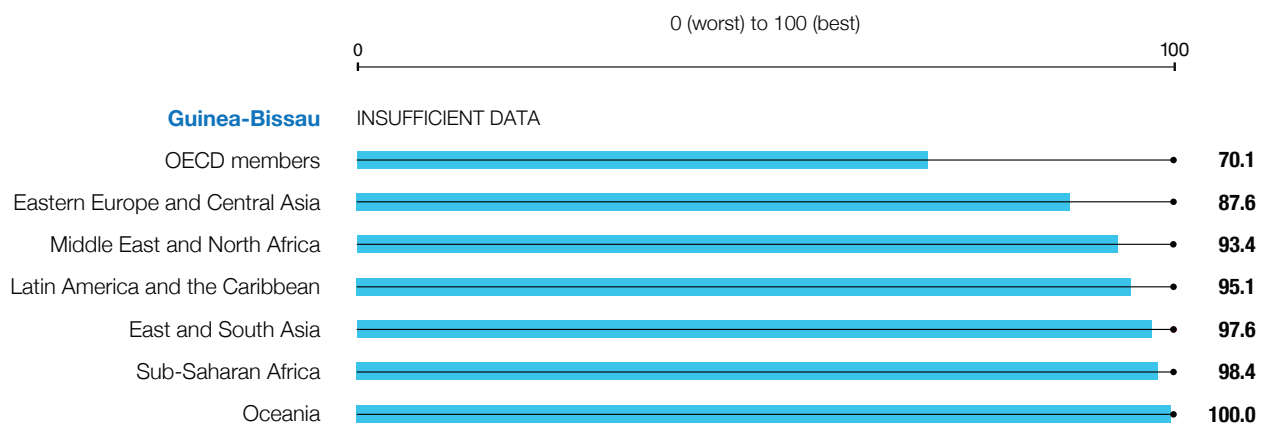 0 (worst) to 100 (best)
0 100
Guinea-Bissau INSUFFICIENT DATA
OECD members 70.1
Eastern Europe and Central Asia 87.6
Middle East and North Africa 93.4
Latin America and the Caribbean 95.1
East and South Asia 97.6
Sub-Saharan Africa 98.4
Oceania 100.0